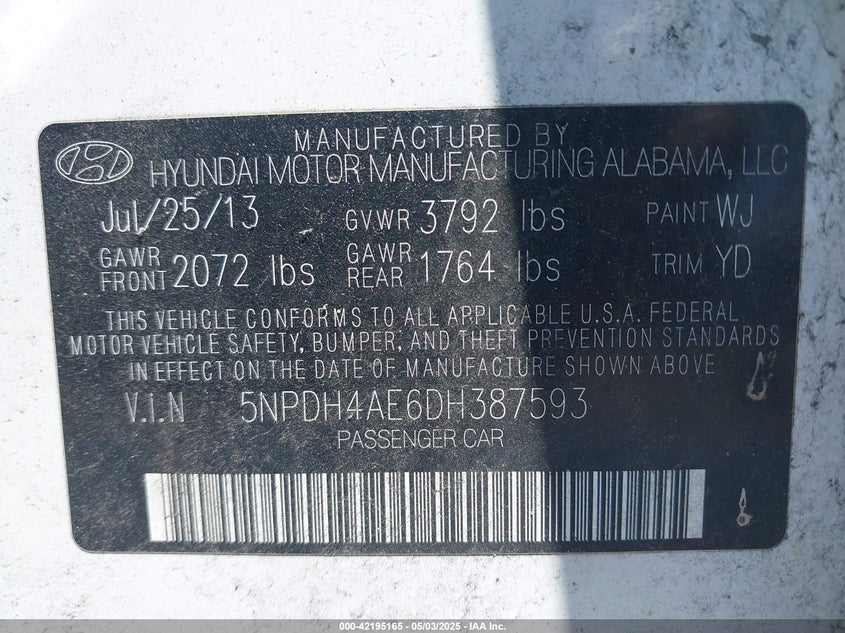 MANUFACTURED BY
HYUNDAI MOTOR MANUFACTURING ALABAMA, LLC
Jul/25/13 GVWR 3792 lbs PAINT WJ
GAWR FRONT 2072 lbs GAWR REAR 1764 lbs TRIM YD
THIS VEHICLE CONFORMS TO ALL APPLICABLE U.S.A. FEDERAL
MOTOR VEHICLE SAFETY, BUMPER, AND THEFT PREVENTION STANDARDS
IN EFFECT ON THE DATE OF MANUFACTURE SHOWN ABOVE.
V.I.N 5NPDH4AE6DH387593
PASSENGER CAR
000-42195165 - 05/03/2025 - IAA Inc.